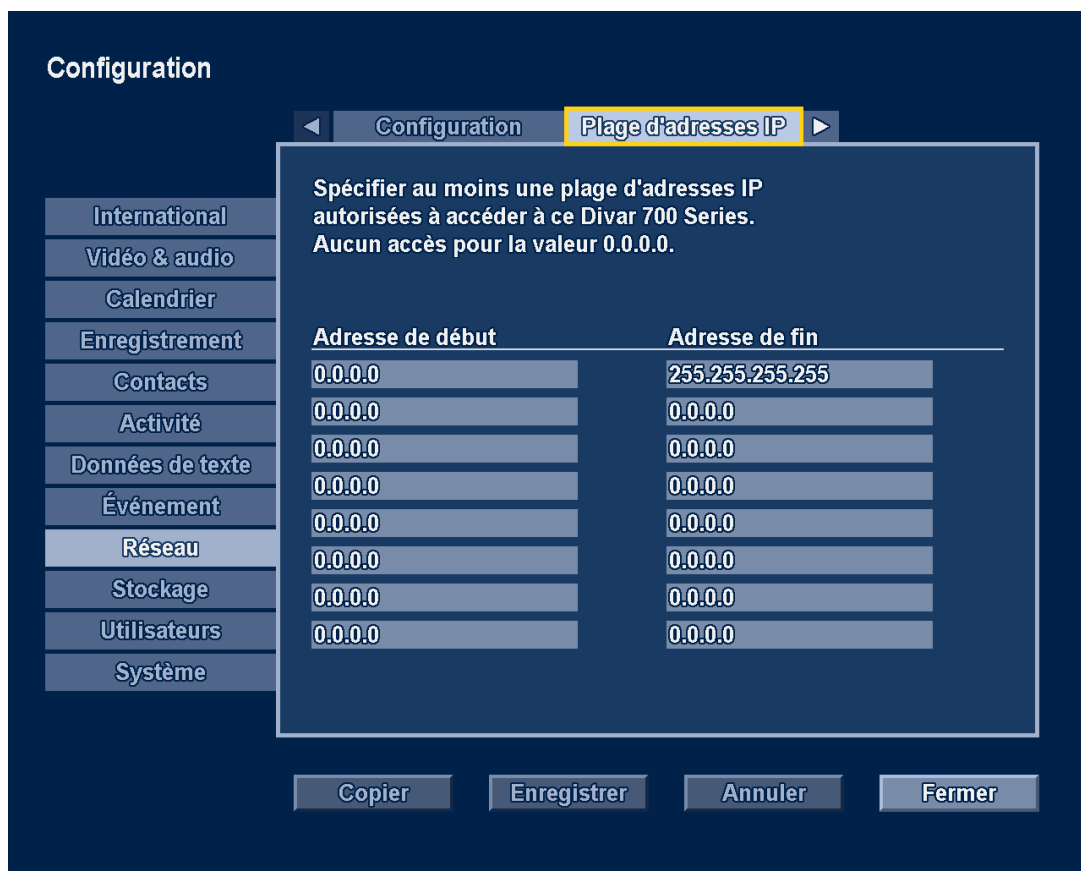 Configuration
Configuration
Plage d'adresses IP
Spécifier au moins une plage d'adresses IP
autorisées à accéder à ce Divar 700 Series.
Aucun accès pour la valeur 0.0.0.0.
International
Vidéo & audio
Calendrier
Enregistrement
Contacts
Activité
Données de texte
Événement
Réseau
Stockage
Utilisateurs
Système
Adresse de début Adresse de fin
0.0.0.0 255.255.255.255
0.0.0.0 0.0.0.0
0.0.0.0 0.0.0.0
0.0.0.0 0.0.0.0
0.0.0.0 0.0.0.0
0.0.0.0 0.0.0.0
0.0.0.0 0.0.0.0
0.0.0.0 0.0.0.0
Copier Enregistrer Annuler Fermer